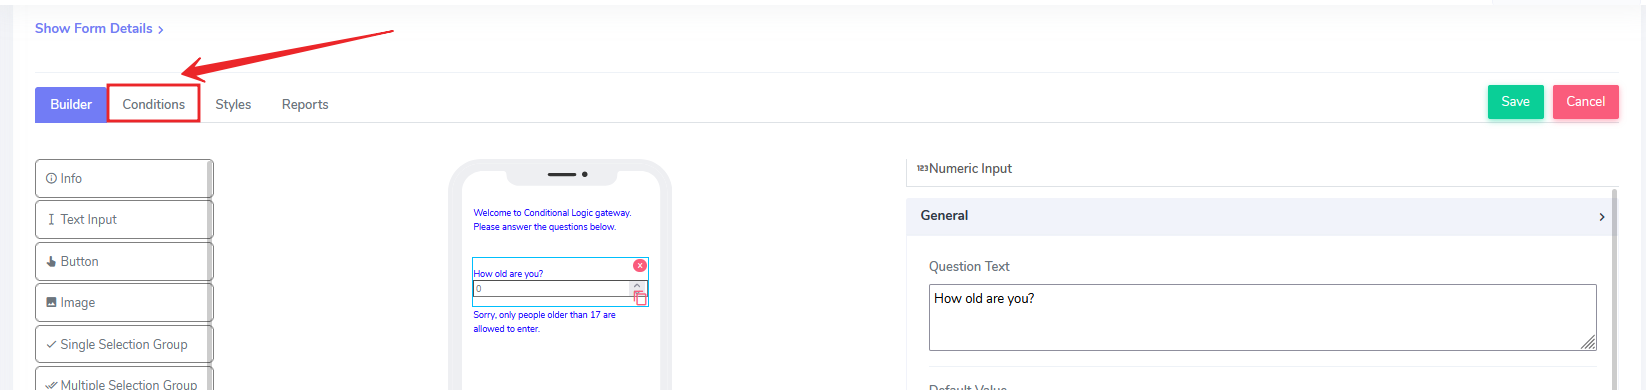 Show Form Details >
Builder
Conditions
Styles
Reports
Save
Cancel
Info
Text Input
Button
Image
Single Selection Group
Multiple Selection Group
Welcome to Conditional Logic gateway.
Please answer the questions below.
How old are you?
0
Sorry, only people older than 17 are
allowed to enter.
123 Numeric Input
General
Question Text
How old are you?
Default Value